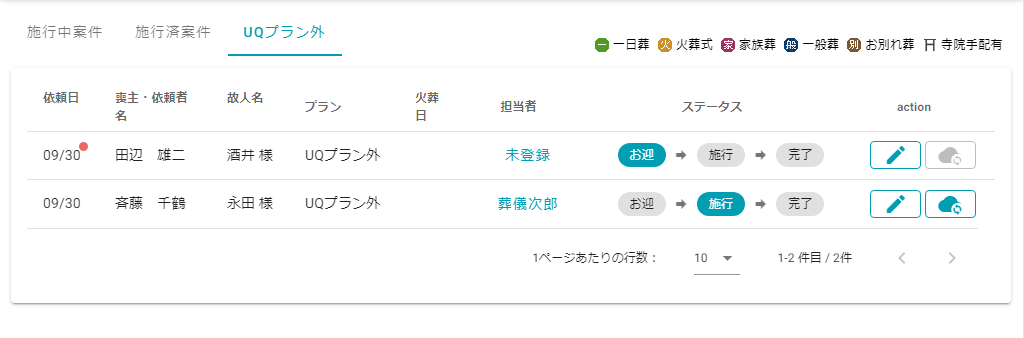 施行中案件 施行済案件 UQプラン外
一 一日葬 火 火葬式 家 家族葬 般 一般葬 別 お別れ葬 寺院手配有
依頼日 喪主・依頼者名 故人名 プラン 火葬日 担当者 ステータス action
09/30 田辺　雄二 酒井 様 UQプラン外 未登録 お迎 施行 完了
09/30 斉藤　千鶴 永田 様 UQプラン外 葬儀次郎 お迎 施行 完了
1ページあたりの行数： 10 1-2 件目 / 2件